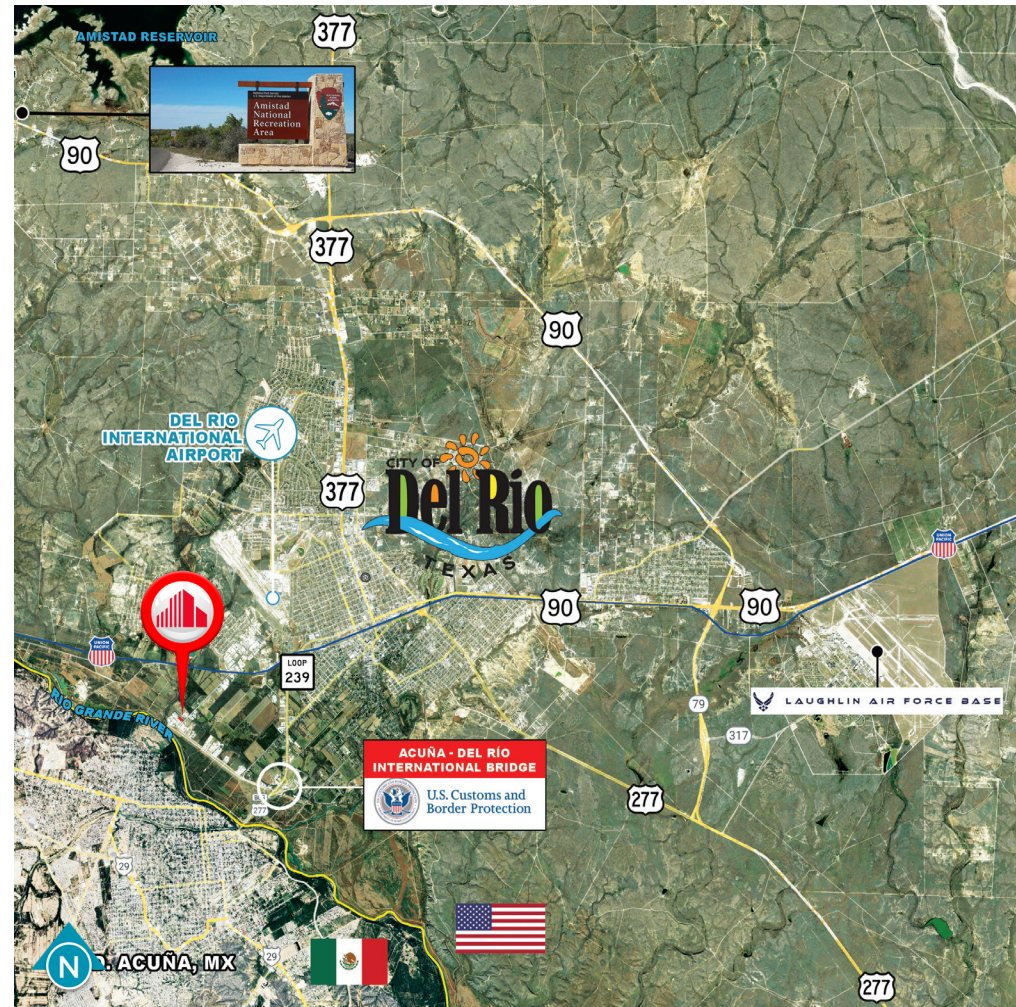 AMISTAD RESERVOIR
377
Amistad
National
Recreation
Area
90
377
90
DEL RIO
INTERNATIONAL
AIRPORT
377
CITY OF
Del Rio
TEXAS
UNION
PACIFIC
90
90
LOOP
239
UNION
PACIFIC
RIO GRANDE RIVER
79
LAUGHLIN AIR FORCE BASE
317
ACUÑA - DEL RÍO
INTERNATIONAL BRIDGE
U.S. Customs and
Border Protection
277
277
29
29
N
. ACUÑA, MX
277